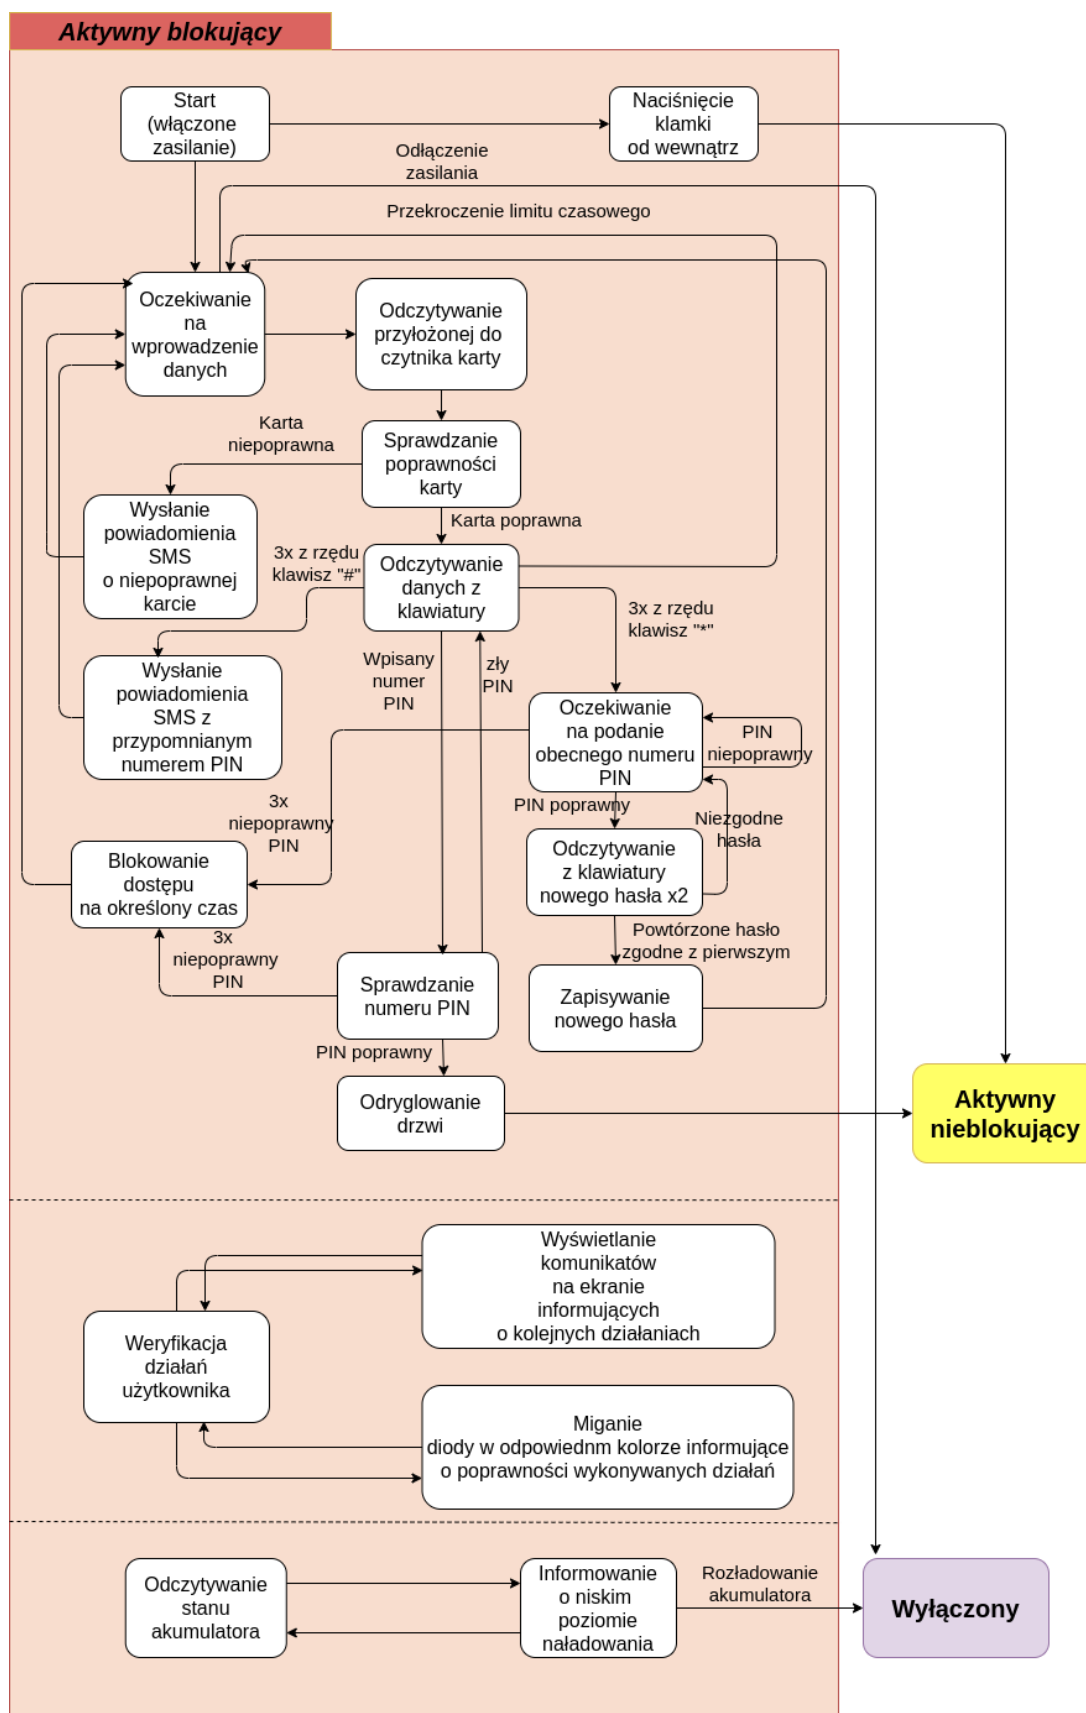 Aktywny blokujący
Start
(włączone
zasilanie)
Naciśnięcie
klamki
od wewnątrz
Odłączenie
zasilania
Przekroczenie limitu czasowego
Oczekiwanie
na
wprowadzenie
danych
Odczytywanie
przyłożonej do
czytnika karty
Karta
niepoprawna
Sprawdzanie
poprawności
karty
Karta poprawna
Wysłanie
powiadomienia
SMS
o niepoprawnej
karcie
3x z rzędu
klawisz "#"
Odczytywanie
danych z
klawiatury
3x z rzędu
klawisz "*"
Wysłanie
powiadomienia
SMS z
przypomnianym
numerem PIN
Wpisany
numer
PIN
zły
PIN
Oczekiwanie
na podanie
obecnego numeru
PIN
PIN
niepoprawny
3x
niepoprawny
PIN
PIN poprawny
Niezgodne
hasła
Blokowanie
dostępu
na określony czas
Odczytywanie
z klawiatury
nowego hasła x2
3x
niepoprawny
PIN
Powtórzone hasło
zgodne z pierwszym
Sprawdzanie
numeru PIN
Zapisywanie
nowego hasła
PIN poprawny
Odryglowanie
drzwi
Aktywny
nieblokujący
Wyświetlanie
komunikatów
na ekranie
informujących
o kolejnych działaniach
Weryfikacja
działań
użytkownika
Miganie
diody w odpowiednm kolorze informujące
o poprawności wykonywanych działań
Odczytywanie
stanu
akumulatora
Informowanie
o niskim
poziomie
naładowania
Rozładowanie
akumulatora
Wyłączony